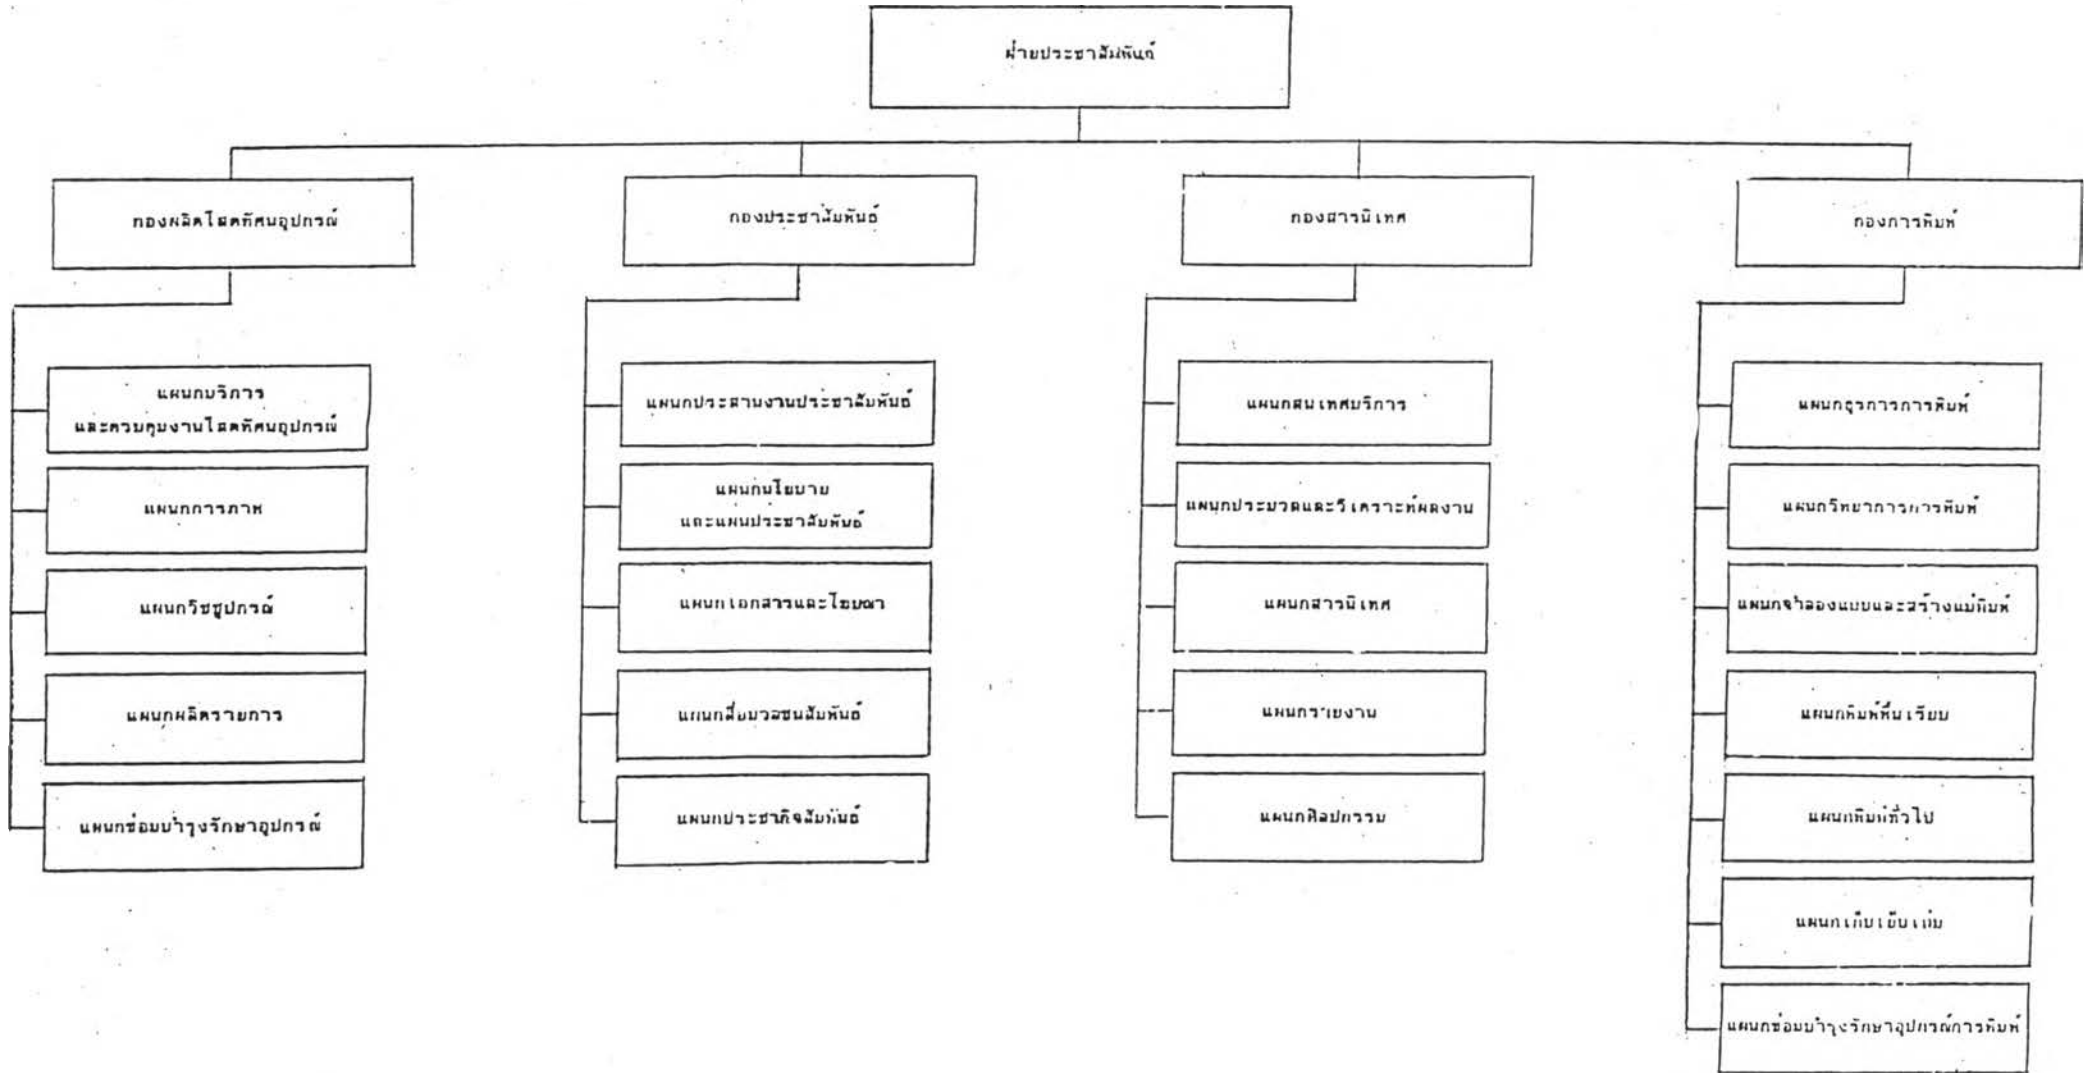 ฝ่ายประชาสัมพันธ์
กองผลิตโสตทัศนอุปกรณ์
กองประชาสัมพันธ์
กองสารนิเทศ
กองการพิมพ์
แผนกบริการ
และควบคุมงานโสตทัศนอุปกรณ์
แผนกการภาพ
แผนกวิชชุปกรณ์
แผนกผลิตรายการ
แผนกซ่อมบำรุงรักษาอุปกรณ์
แผนกประสานงานประชาสัมพันธ์
แผนกนโยบาย
และแผนประชาสัมพันธ์
แผนกเอกสารและโฆษณา
แผนกสื่อมวลชนสัมพันธ์
แผนกประชากิจสัมพันธ์
แผนกสนเทศบริการ
แผนกประมวลและวิเคราะห์ผลงาน
แผนกสารนิเทศ
แผนกรายงาน
แผนกศิลปกรรม
แผนกธุรการการพิมพ์
แผนกวิทยาการการพิมพ์
แผนกจำลองแบบและสร้างแม่พิมพ์
แผนกพิมพ์พื้นเรียบ
แผนกพิมพ์ทั่วไป
แผนกเก็บเย็บเล่ม
แผนกซ่อมบำรุงรักษาอุปกรณ์การพิมพ์